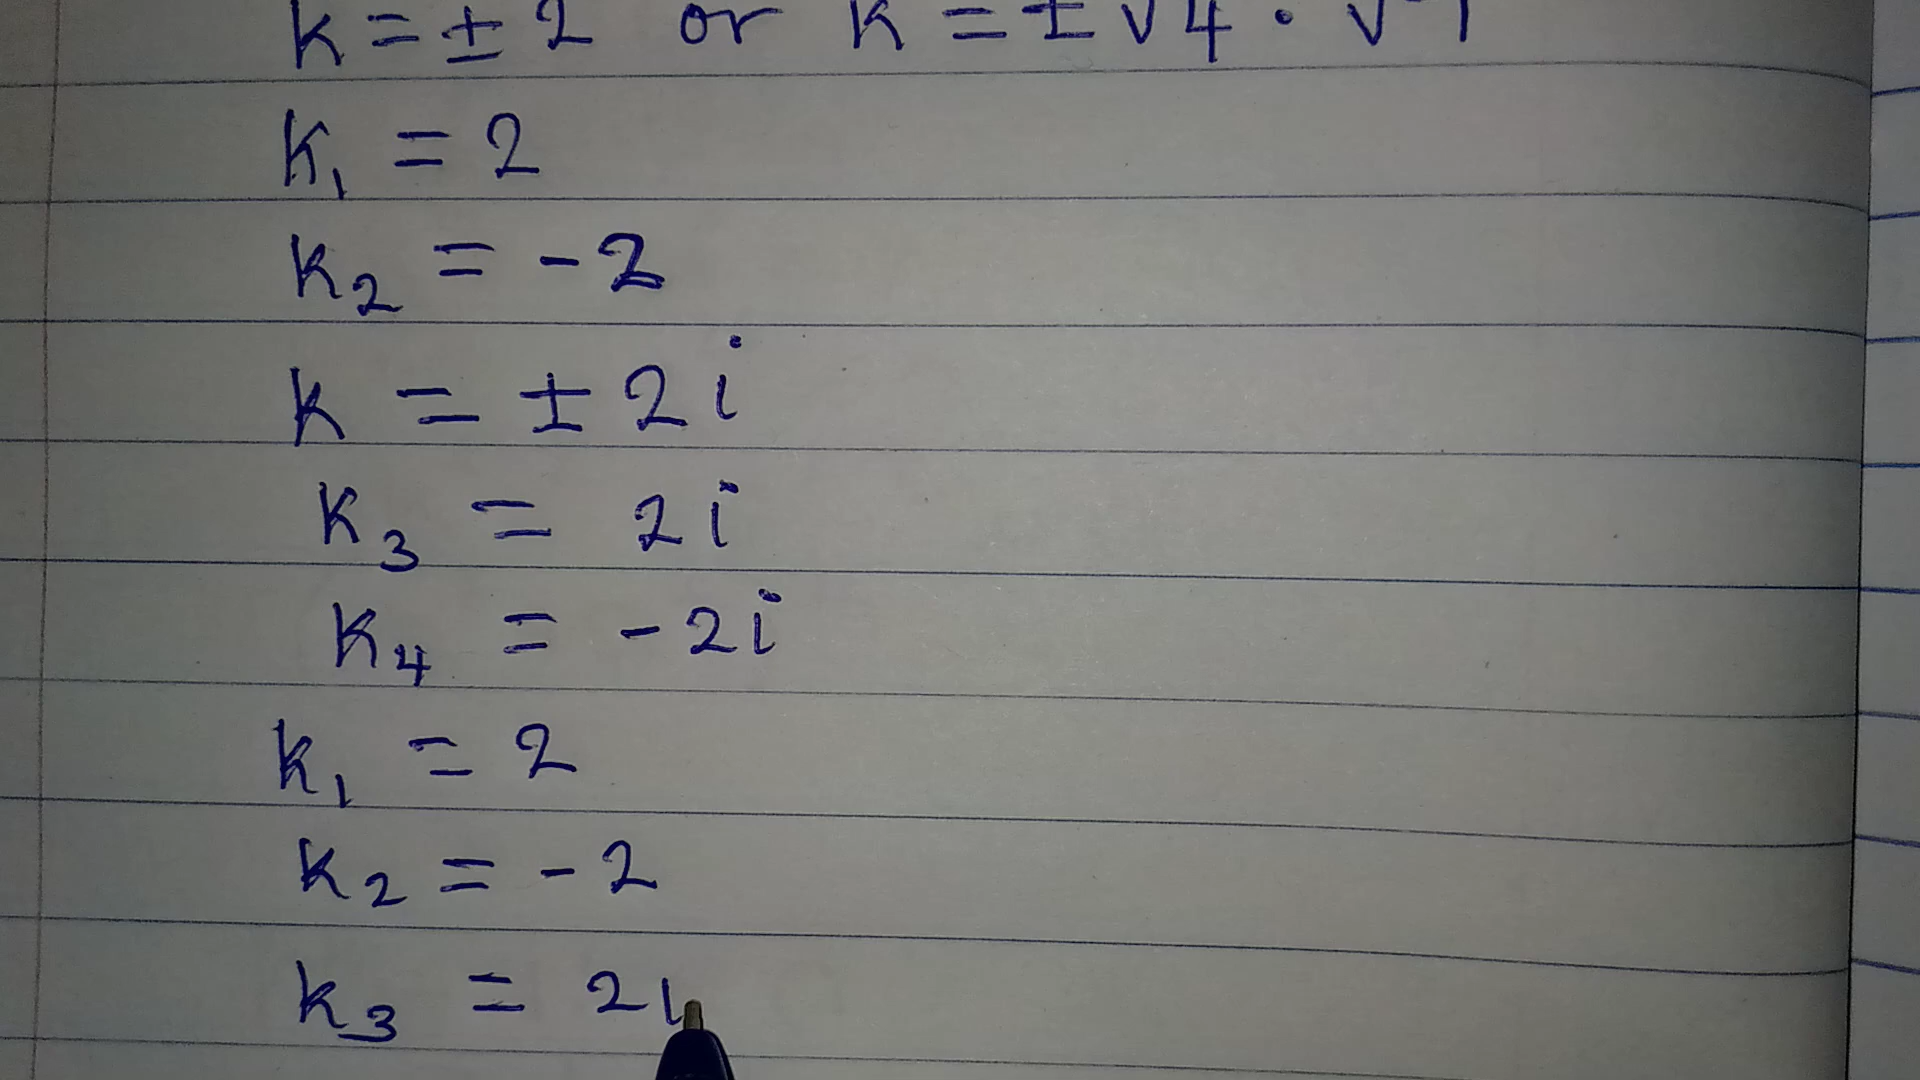 k = ± 2 or k = ± √4 · √-1
k₁ = 2
k₂ = -2
k = ± 2i
k₃ = 2i
k₄ = -2i
k₁ = 2
k₂ = -2
k₃ = 2i